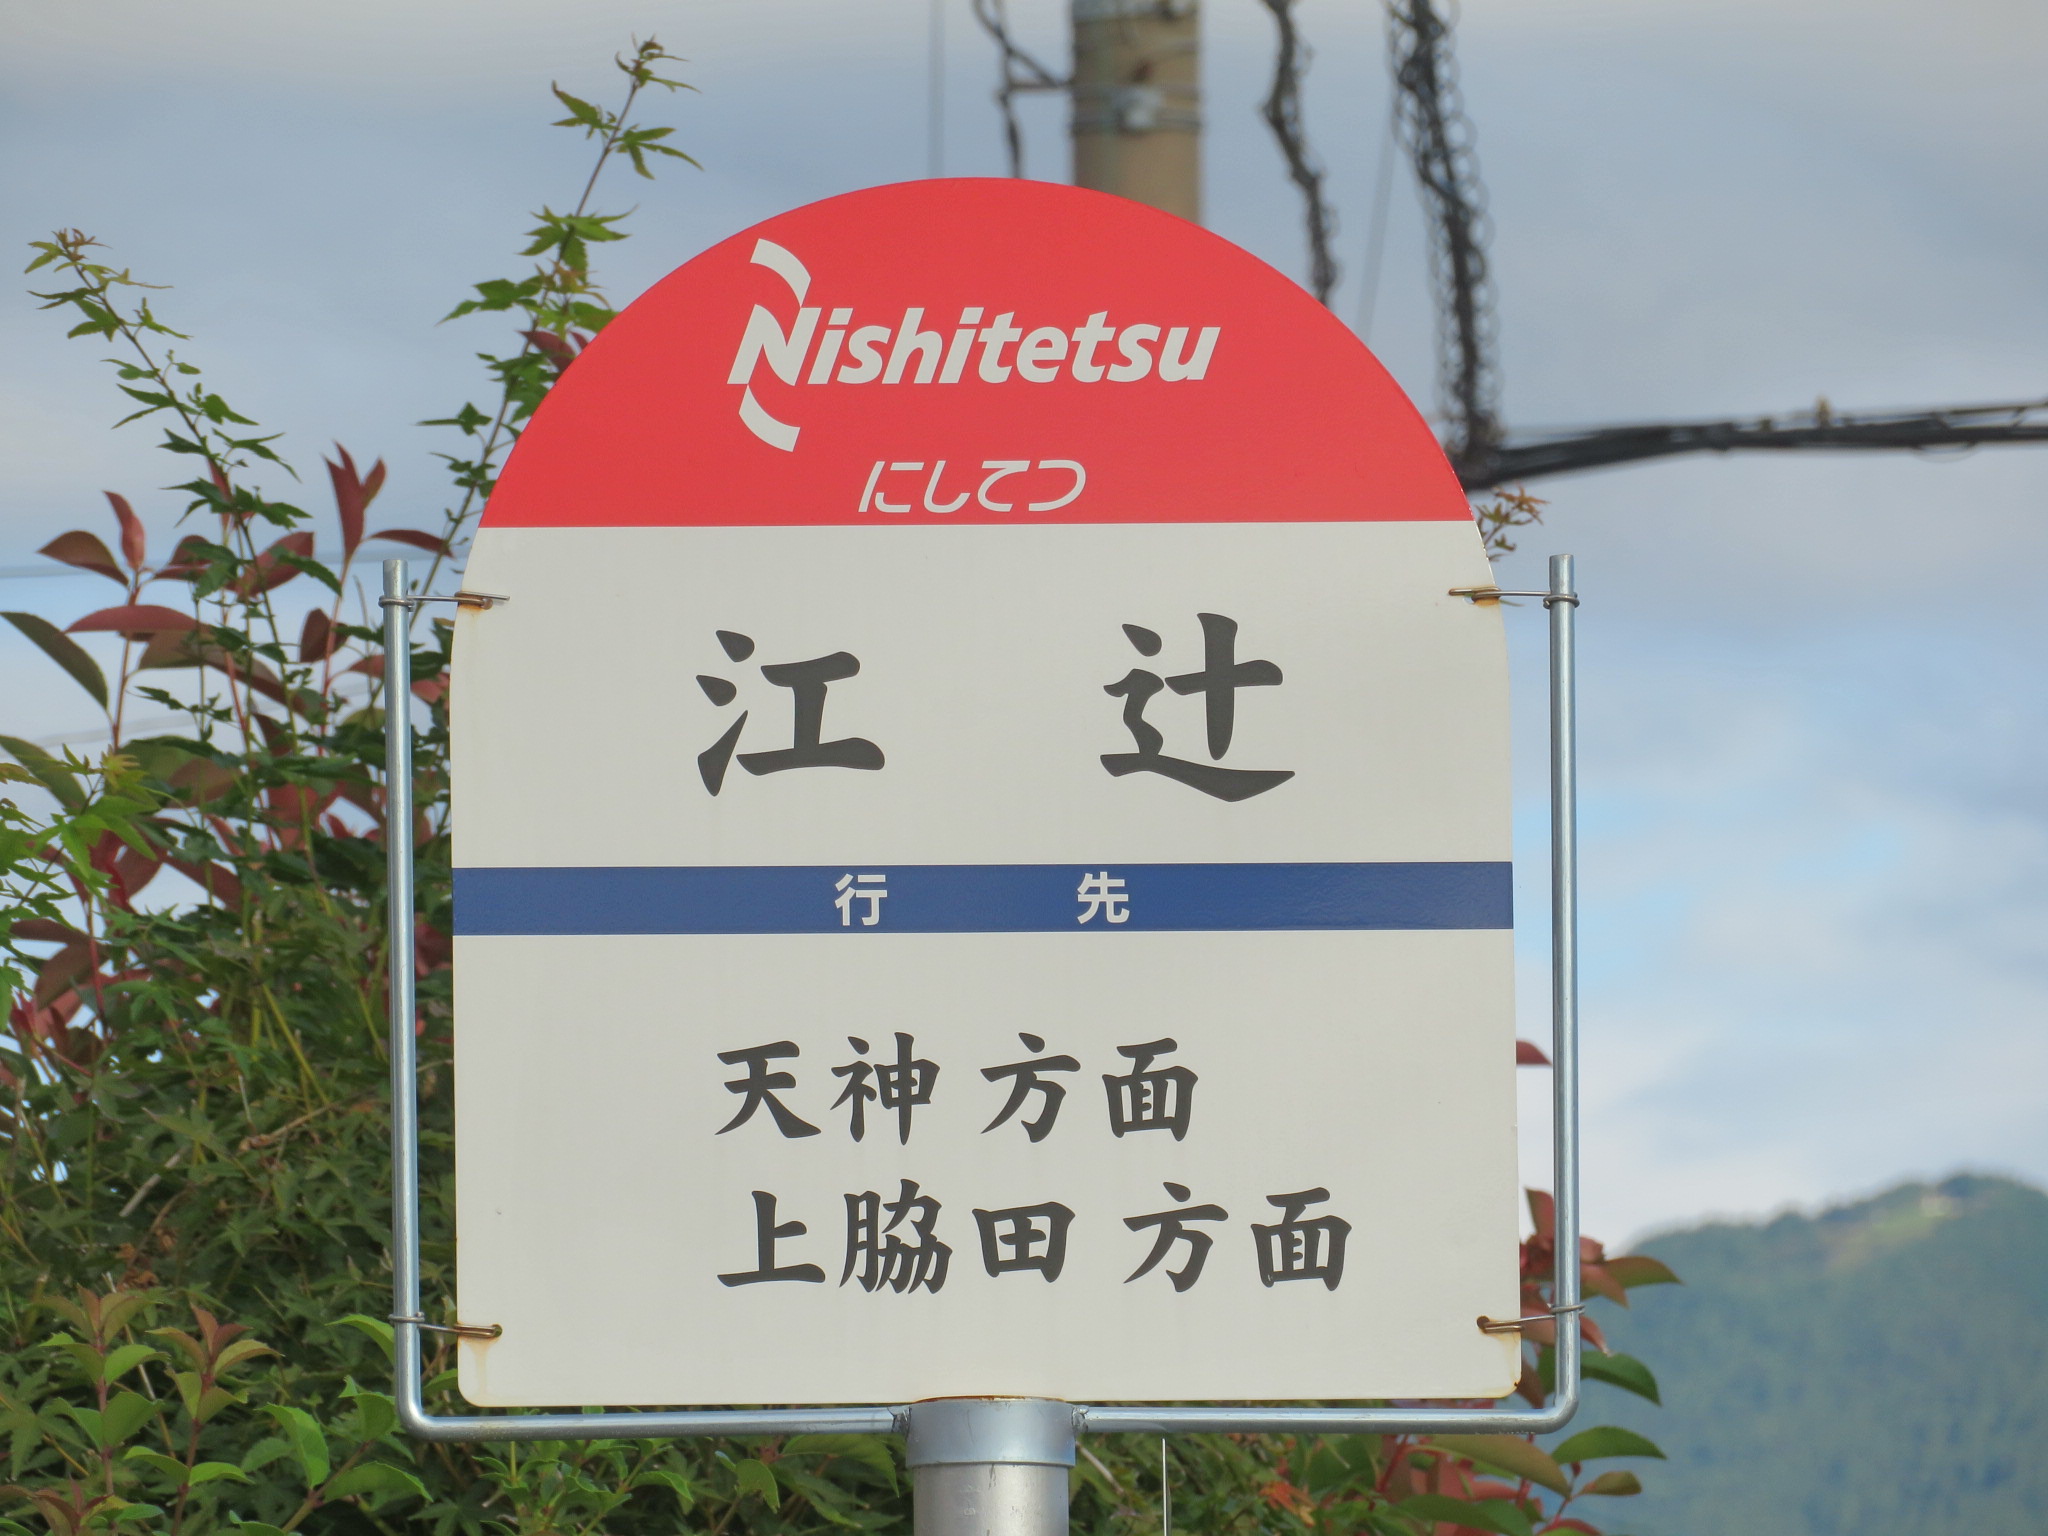 Nishitetsu
にしてつ
江辻
行先
天神方面
上脇田方面